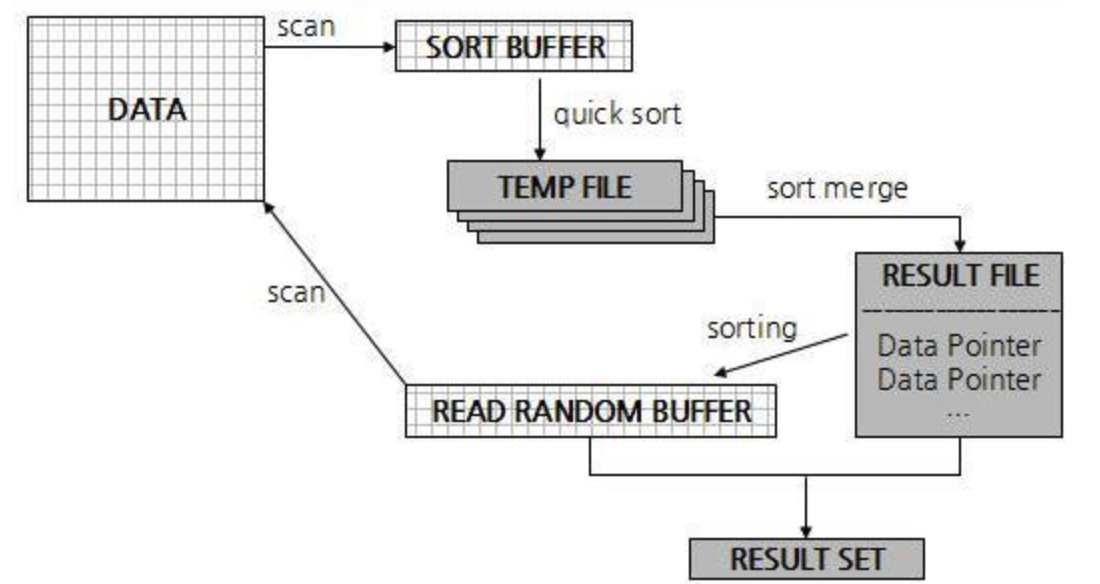 scan
SORT BUFFER
DATA
quick sort
TEMP FILE
sort merge
RESULT FILE
scan
sorting
Data Pointer
Data Pointer
...
READ RANDOM BUFFER
RESULT SET